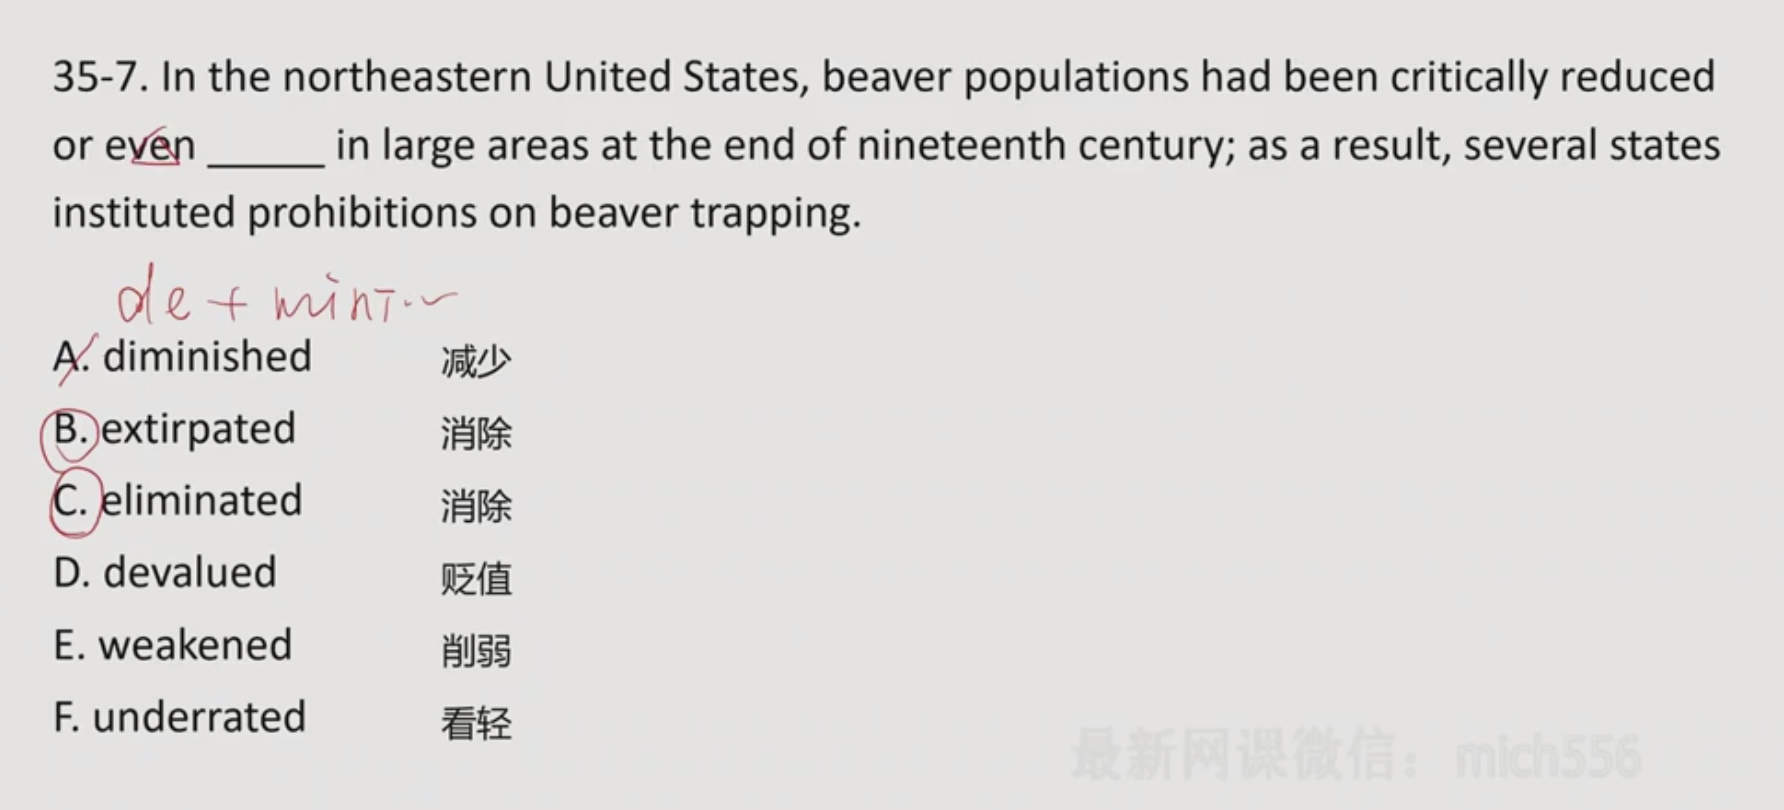 35-7. In the northeastern United States, beaver populations had been critically reduced
or even _____ in large areas at the end of nineteenth century; as a result, several states
instituted prohibitions on beaver trapping.
de +
A. diminished 减少
B. extirpated 消除
C. eliminated 消除
D. devalued 贬值
E. weakened 削弱
F. underrated 看轻
最新网课微信：mich556